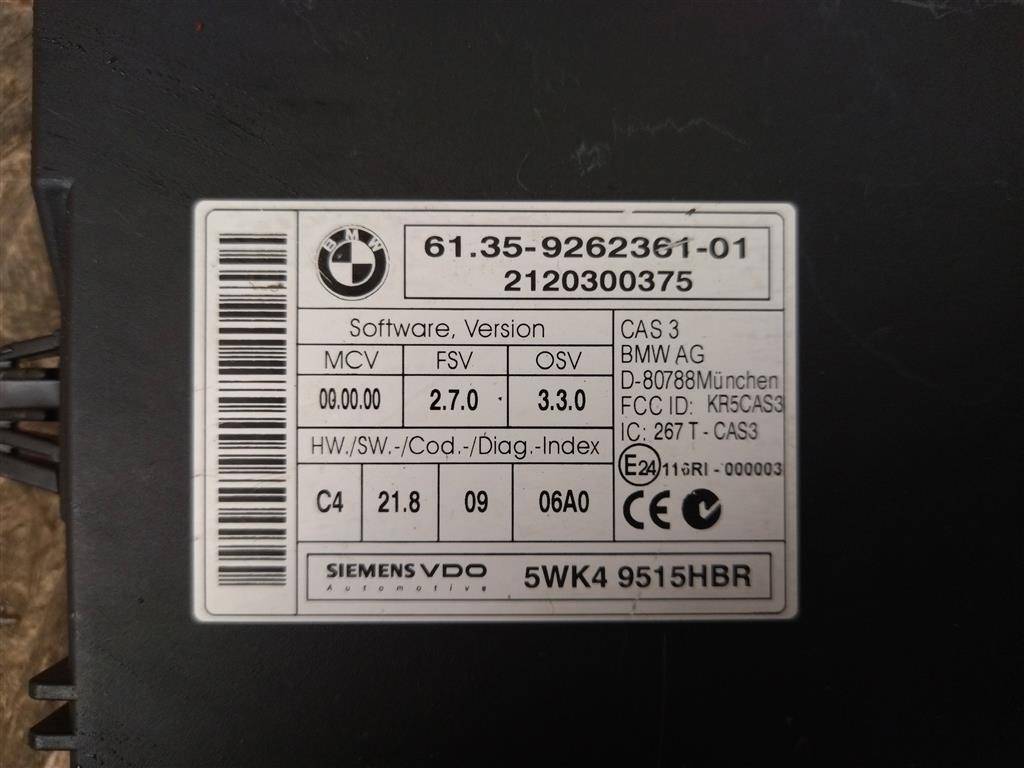 BMW
61.35-9262361-01
2120300375
Software, Version
MCV FSV OSV
00.00.00 2.7.0 3.3.0
HW./SW.-/Cod.-/Diag.-Index
C4 21.8 09 06A0
CAS 3
BMW AG
D-80788München
FCC ID: KR5CAS3
IC: 267 T - CAS3
E24 116RI - 000003
CE
SIEMENS VDO
Automotive
5WK4 9515HBR